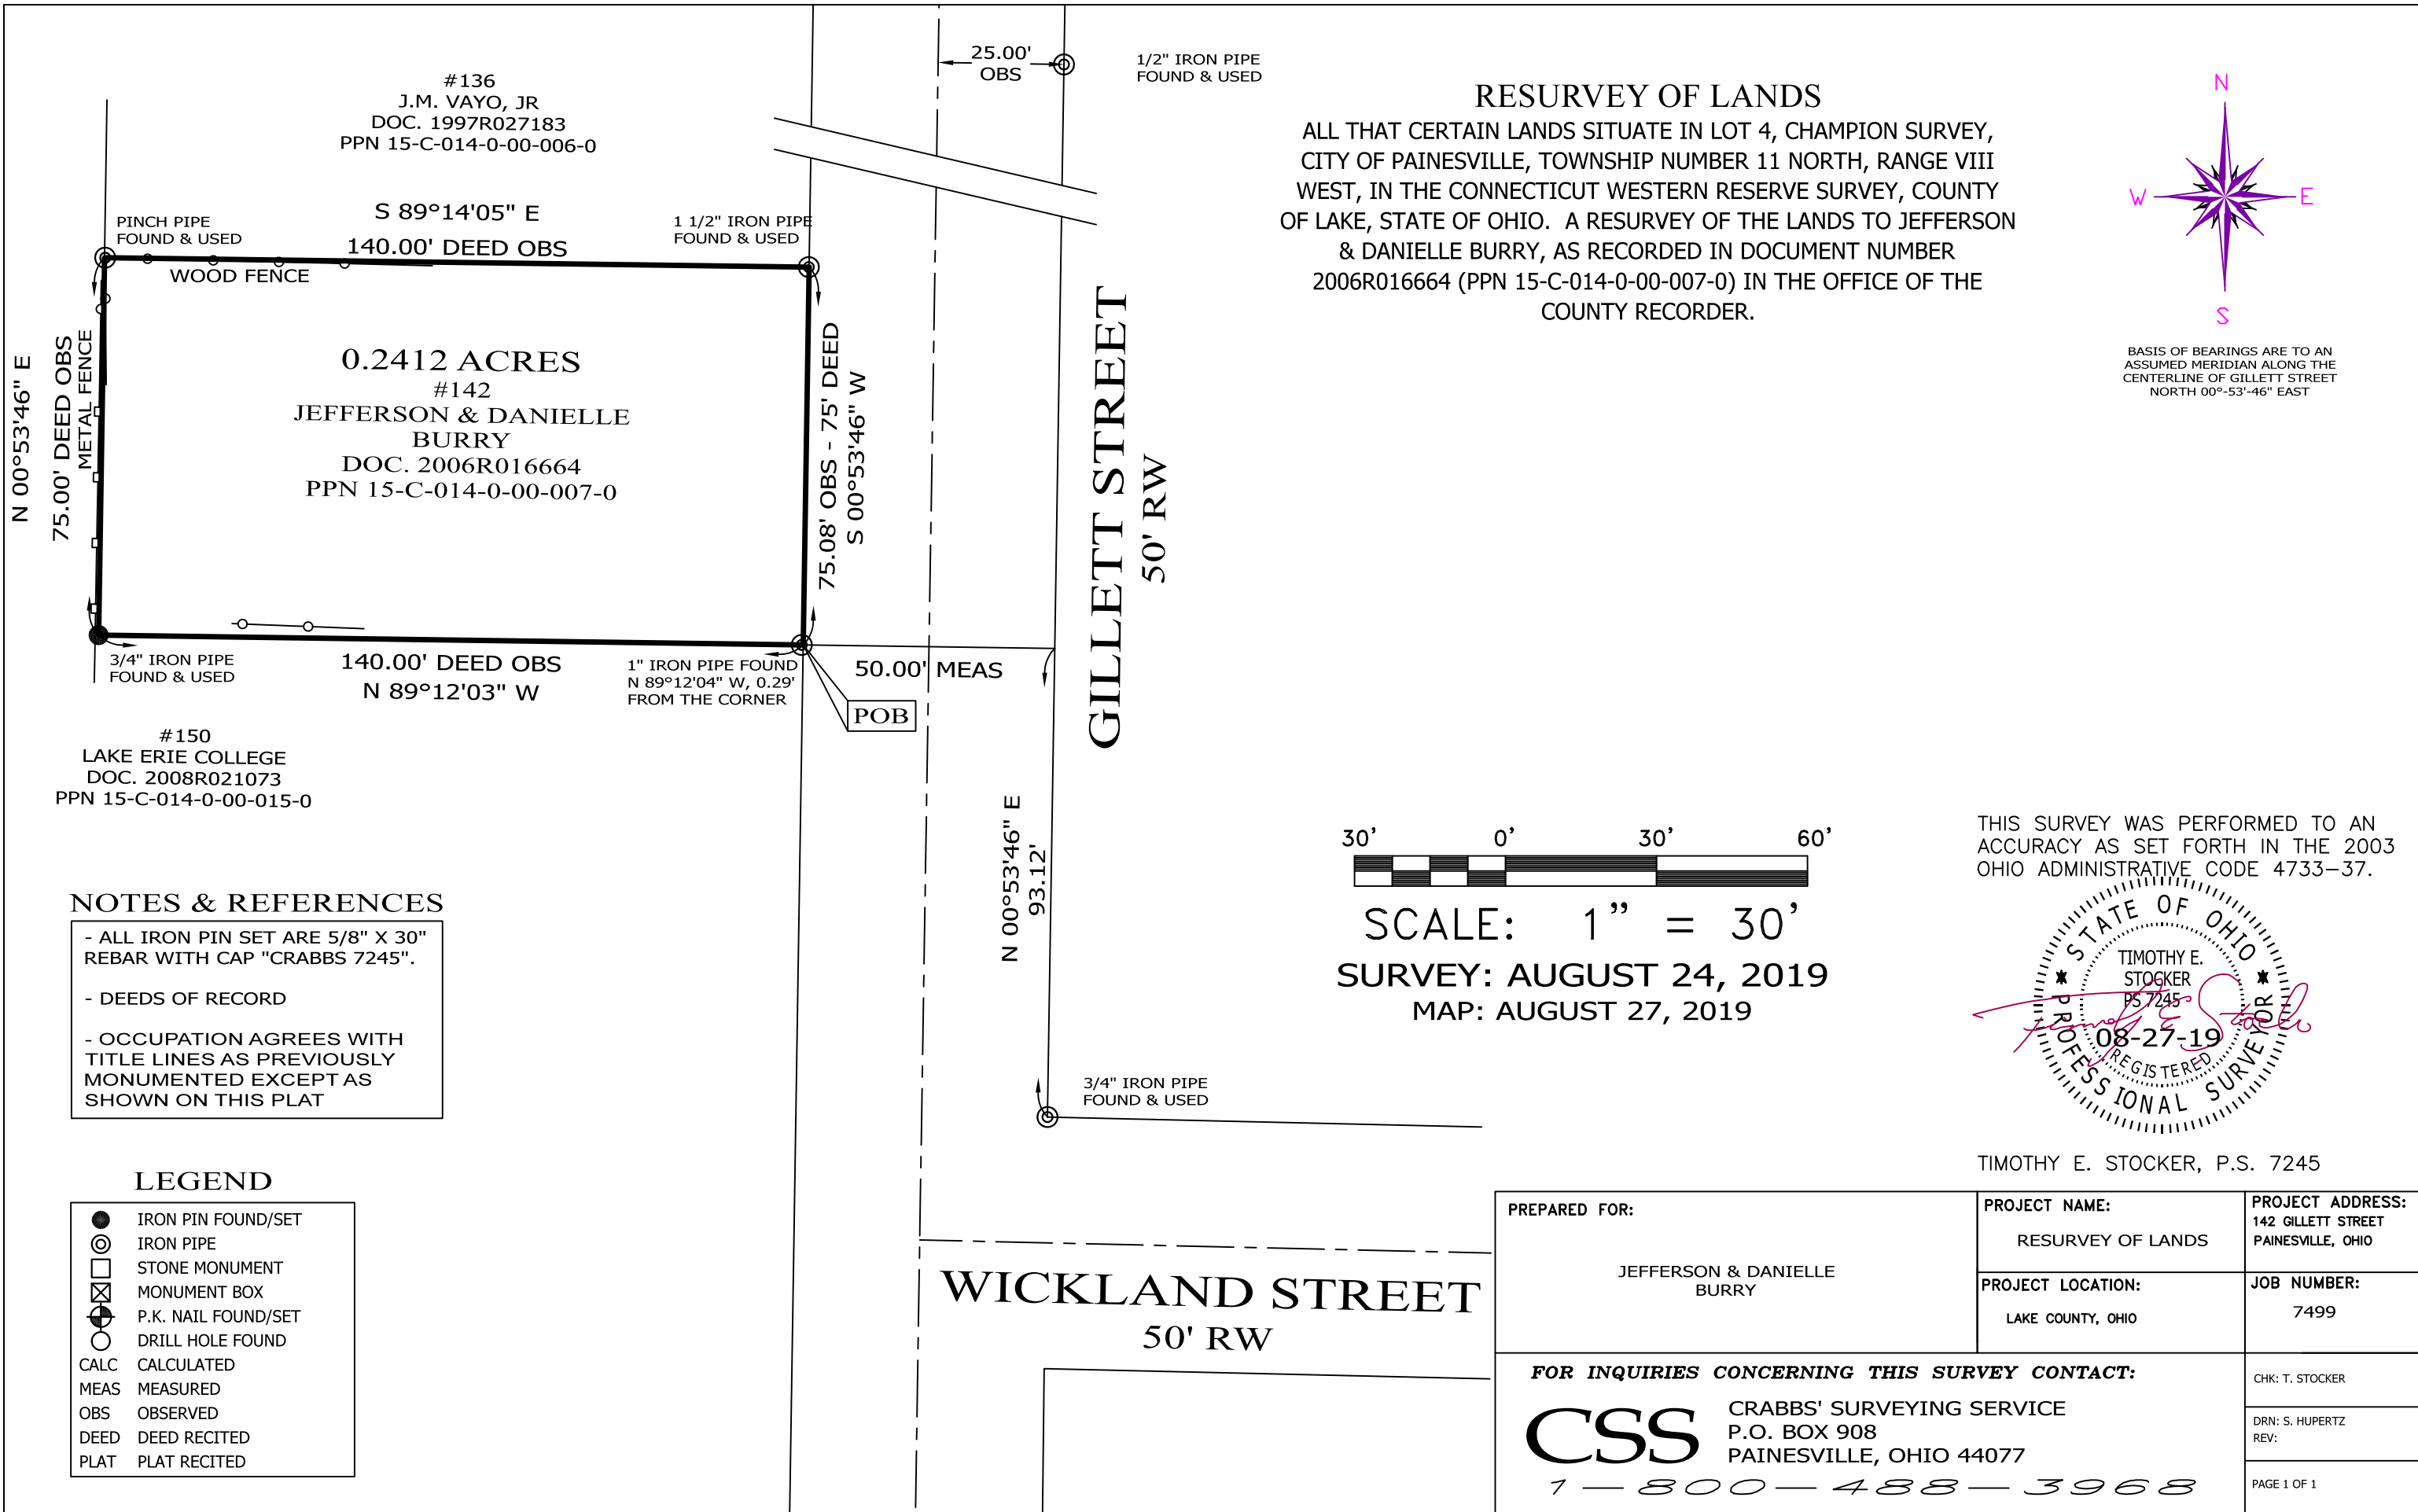 #136
J.M. VAYO, JR
DOC. 1997R027183
PPN 15-C-014-0-00-006-0
25.00'
OBS
1/2" IRON PIPE
FOUND & USED
PINCH PIPE
FOUND & USED
S 89°14'05" E
140.00' DEED OBS
1 1/2" IRON PIPE
FOUND & USED
WOOD FENCE
N 00°53'46" E
75.00' DEED OBS
METAL FENCE
0.2412 ACRES
#142
JEFFERSON & DANIELLE
BURRY
DOC. 2006R016664
PPN 15-C-014-0-00-007-0
75.08' OBS - 75' DEED
S 00°53'46" W
GILLETT STREET
50' RW
3/4" IRON PIPE
FOUND & USED
140.00' DEED OBS
N 89°12'03" W
1" IRON PIPE FOUND
N 89°12'04" W, 0.29'
FROM THE CORNER
50.00' MEAS
POB
#150
LAKE ERIE COLLEGE
DOC. 2008R021073
PPN 15-C-014-0-00-015-0
N 00°53'46" E
93.12'
3/4" IRON PIPE
FOUND & USED
WICKLAND STREET
50' RW
RESURVEY OF LANDS
ALL THAT CERTAIN LANDS SITUATE IN LOT 4, CHAMPION SURVEY,
CITY OF PAINESVILLE, TOWNSHIP NUMBER 11 NORTH, RANGE VIII
WEST, IN THE CONNECTICUT WESTERN RESERVE SURVEY, COUNTY
OF LAKE, STATE OF OHIO. A RESURVEY OF THE LANDS TO JEFFERSON
& DANIELLE BURRY, AS RECORDED IN DOCUMENT NUMBER
2006R016664 (PPN 15-C-014-0-00-007-0) IN THE OFFICE OF THE
COUNTY RECORDER.
N
W
E
S
BASIS OF BEARINGS ARE TO AN
ASSUMED MERIDIAN ALONG THE
CENTERLINE OF GILLETT STREET
NORTH 00°-53'-46" EAST
NOTES & REFERENCES
- ALL IRON PIN SET ARE 5/8" X 30"
REBAR WITH CAP "CRABBS 7245".
- DEEDS OF RECORD
- OCCUPATION AGREES WITH
TITLE LINES AS PREVIOUSLY
MONUMENTED EXCEPT AS
SHOWN ON THIS PLAT
LEGEND
IRON PIN FOUND/SET
IRON PIPE
STONE MONUMENT
MONUMENT BOX
P.K. NAIL FOUND/SET
DRILL HOLE FOUND
CALC CALCULATED
MEAS MEASURED
OBS OBSERVED
DEED DEED RECITED
PLAT PLAT RECITED
30' 0' 30' 60'
SCALE: 1" = 30'
SURVEY: AUGUST 24, 2019
MAP: AUGUST 27, 2019
THIS SURVEY WAS PERFORMED TO AN
ACCURACY AS SET FORTH IN THE 2003
OHIO ADMINISTRATIVE CODE 4733-37.
STATE OF OHIO
TIMOTHY E.
STOCKER
PS 7245
08-27-19
REGISTERED
PROFESSIONAL SURVEYOR
Timothy E Stocker
TIMOTHY E. STOCKER, P.S. 7245
PREPARED FOR:
JEFFERSON & DANIELLE
BURRY
PROJECT NAME:
RESURVEY OF LANDS
PROJECT ADDRESS:
142 GILLETT STREET
PAINESVILLE, OHIO
PROJECT LOCATION:
LAKE COUNTY, OHIO
JOB NUMBER:
7499
FOR INQUIRIES CONCERNING THIS SURVEY CONTACT:
CSS
CRABBS' SURVEYING SERVICE
P.O. BOX 908
PAINESVILLE, OHIO 44077
1-800-488-3968
CHK: T. STOCKER
DRN: S. HUPERTZ
REV:
PAGE 1 OF 1